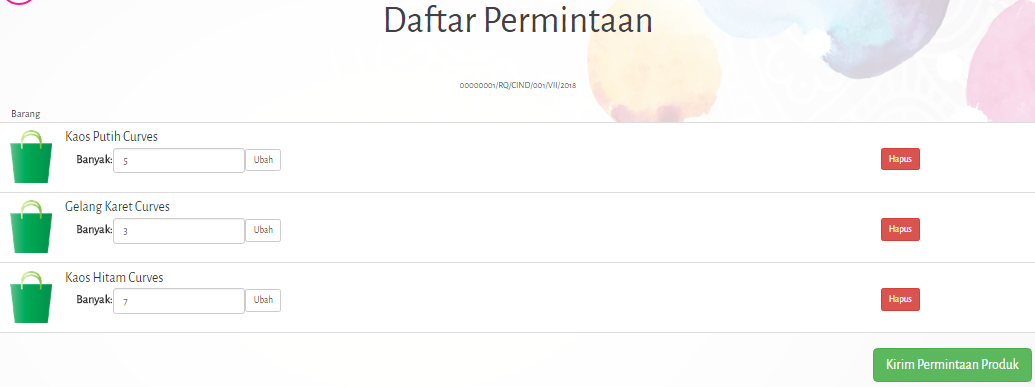 Daftar Permintaan
00000001/RQ/CIND/001/VII/2018
Barang
Kaos Putih Curves
Banyak: 5 Ubah Hapus
Gelang Karet Curves
Banyak: 3 Ubah Hapus
Kaos Hitam Curves
Banyak: 7 Ubah Hapus
Kirim Permintaan Produk